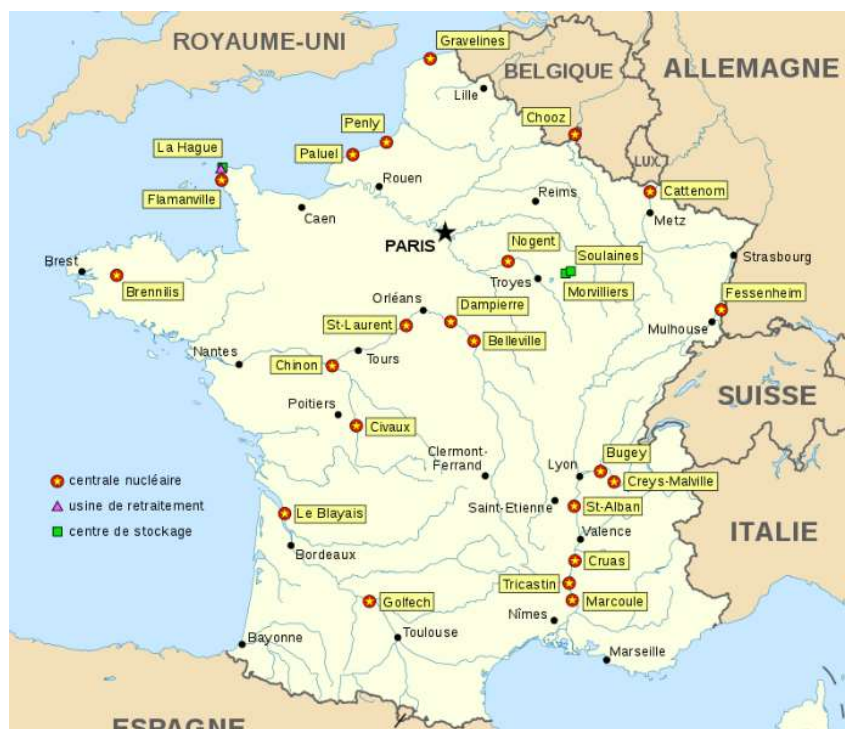 ROYAUME-UNI
Gravelines
BELGIQUE
ALLEMAGNE
Lille
Penly
Chooz
La Hague
Paluel
LUX.
Rouen
Reims
Cattenom
Flamanville
Caen
Metz
PARIS
Nogent
Soulaines
Strasbourg
Brest
Troyes
Brennilis
Morvilliers
Fessenheim
Orléans
Dampierre
St-Laurent
Mulhouse
Belleville
Nantes
Tours
Chinon
SUISSE
Poitiers
Civaux
Clermont-
Ferrand
Bugey
Lyon
centrale nucléaire
Creys-Malville
usine de retraitement
Saint-Etienne
St-Alban
Le Blayais
centre de stockage
ITALIE
Valence
Bordeaux
Cruas
Tricastin
Golfech
Marcoule
Nîmes
Bayonne
Toulouse
Marseille
ESPAGNE